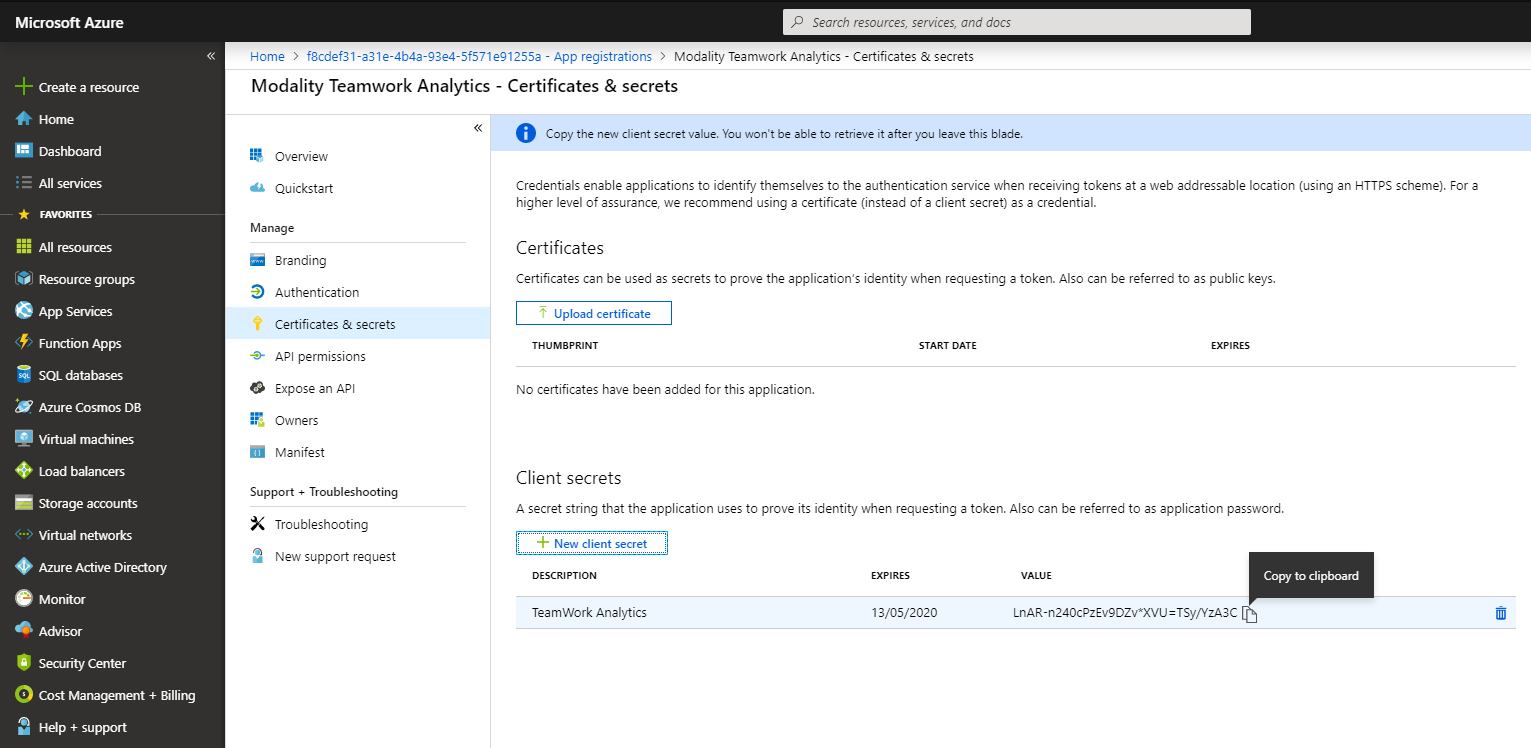 Microsoft Azure
Search resources, services, and docs
«
Create a resource
Home
Dashboard
All services
FAVORITES
All resources
Resource groups
App Services
Function Apps
SQL databases
Azure Cosmos DB
Virtual machines
Load balancers
Storage accounts
Virtual networks
Azure Active Directory
Monitor
Advisor
Security Center
Cost Management + Billing
Help + support
Home > f8cdef31-a31e-4b4a-93e4-5f571e91255a - App registrations > Modality Teamwork Analytics - Certificates & secrets
Modality Teamwork Analytics - Certificates & secrets
«
Overview
Quickstart
Manage
Branding
Authentication
Certificates & secrets
API permissions
Expose an API
Owners
Manifest
Support + Troubleshooting
Troubleshooting
New support request
Copy the new client secret value. You won't be able to retrieve it after you leave this blade.
Credentials enable applications to identify themselves to the authentication service when receiving tokens at a web addressable location (using an HTTPS scheme). For a
higher level of assurance, we recommend using a certificate (instead of a client secret) as a credential.
Certificates
Certificates can be used as secrets to prove the application's identity when requesting a token. Also can be referred to as public keys.
Upload certificate
THUMBPRINT START DATE EXPIRES
No certificates have been added for this application.
Client secrets
A secret string that the application uses to prove its identity when requesting a token. Also can be referred to as application password.
New client secret
DESCRIPTION EXPIRES VALUE
Copy to clipboard
TeamWork Analytics 13/05/2020 LnAR-n240cPzEv9DZv*XVU=TSy/YzA3C